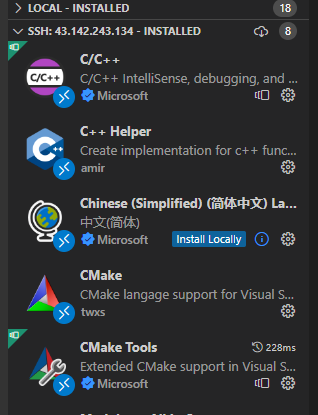 LOCAL - INSTALLED 18
SSH: 43.142.243.134 - INSTALLED 8
C/C++
C/C++
C/C++ IntelliSense, debugging, and ...
Microsoft
C++ Helper
Create implementation for c++ func...
amir
Chinese (Simplified) (简体中文) La...
中文(简体)
Microsoft Install Locally
CMake
CMake langage support for Visual S...
twxs
CMake Tools 228ms
Extended CMake support in Visual S...
Microsoft